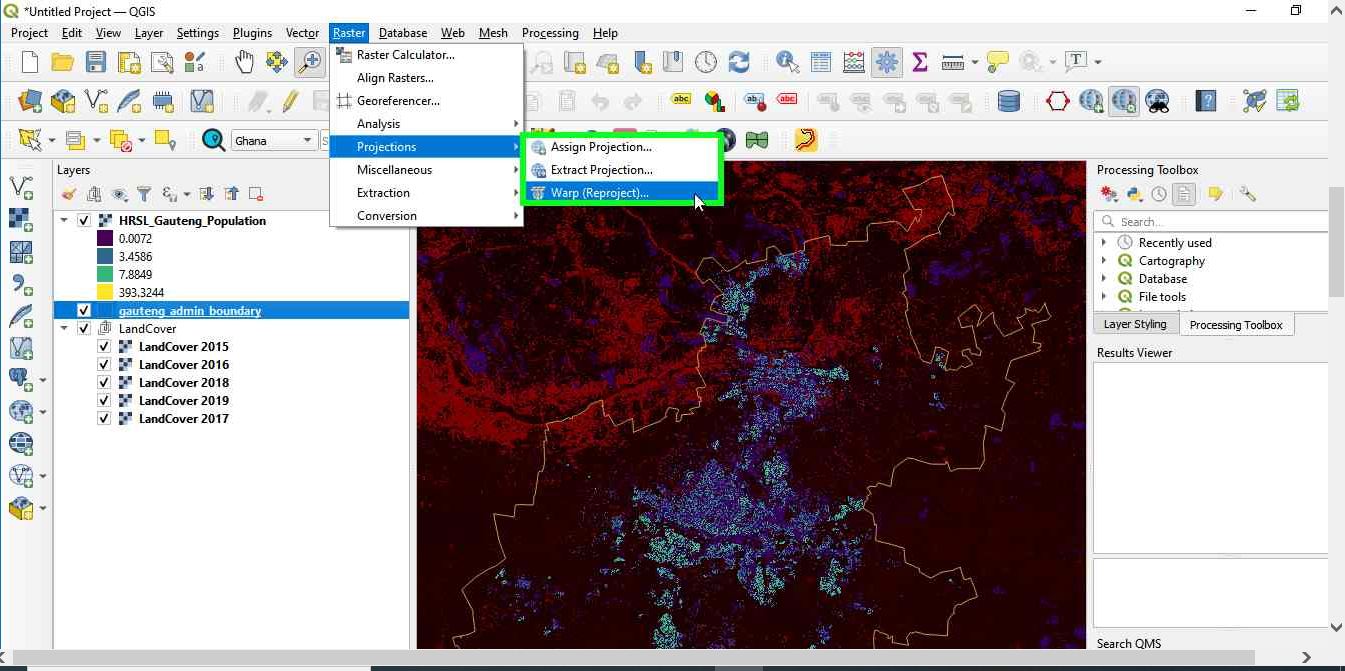 *Untitled Project — QGIS
Project Edit View Layer Settings Plugins Vector Raster Database Web Mesh Processing Help
Raster Calculator...
Align Rasters...
Georeferencer...
Analysis
Projections
Miscellaneous
Extraction
Conversion
Assign Projection...
Extract Projection...
Warp (Reproject)...
abc abc abc
T
Ghana
Layers
HRSL_Gauteng_Population
0.0072
3.4586
7.8849
393.3244
gauteng_admin_boundary
LandCover
LandCover 2015
LandCover 2016
LandCover 2018
LandCover 2019
LandCover 2017
Processing Toolbox
Search...
Recently used
Cartography
Database
File tools
Layer Styling Processing Toolbox
Results Viewer
Search QMS